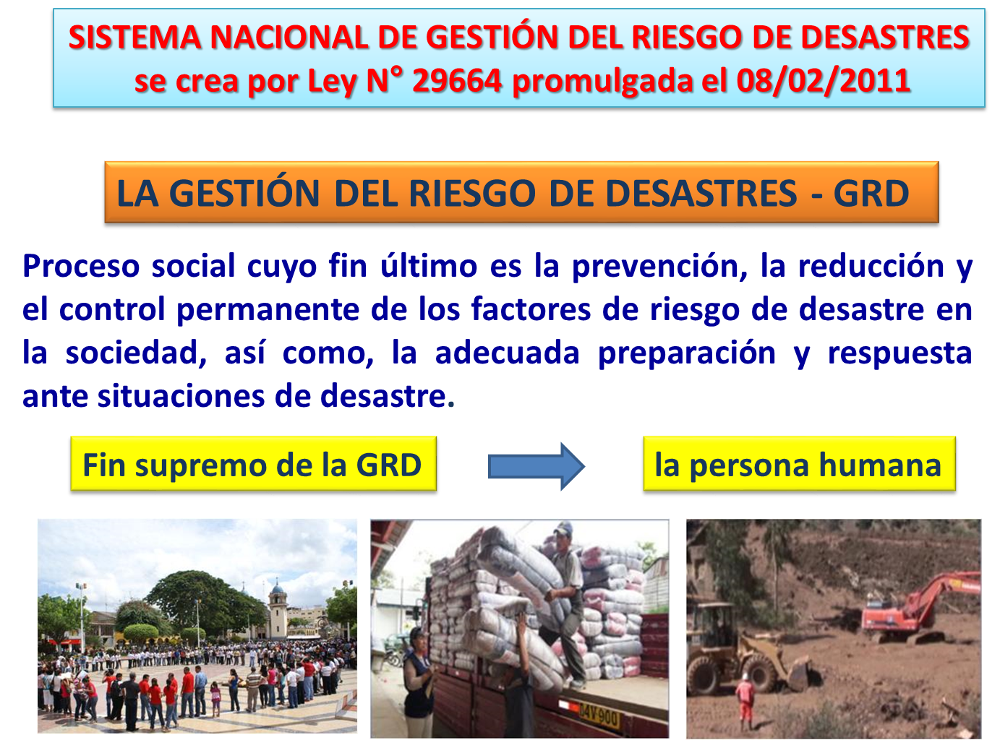 SISTEMA NACIONAL DE GESTIÓN DEL RIESGO DE DESASTRES
se crea por Ley N° 29664 promulgada el 08/02/2011
LA GESTIÓN DEL RIESGO DE DESASTRES - GRD
Proceso social cuyo fin último es la prevención, la reducción y
el control permanente de los factores de riesgo de desastre en
la sociedad, así como, la adecuada preparación y respuesta
ante situaciones de desastre.
Fin supremo de la GRD
la persona humana